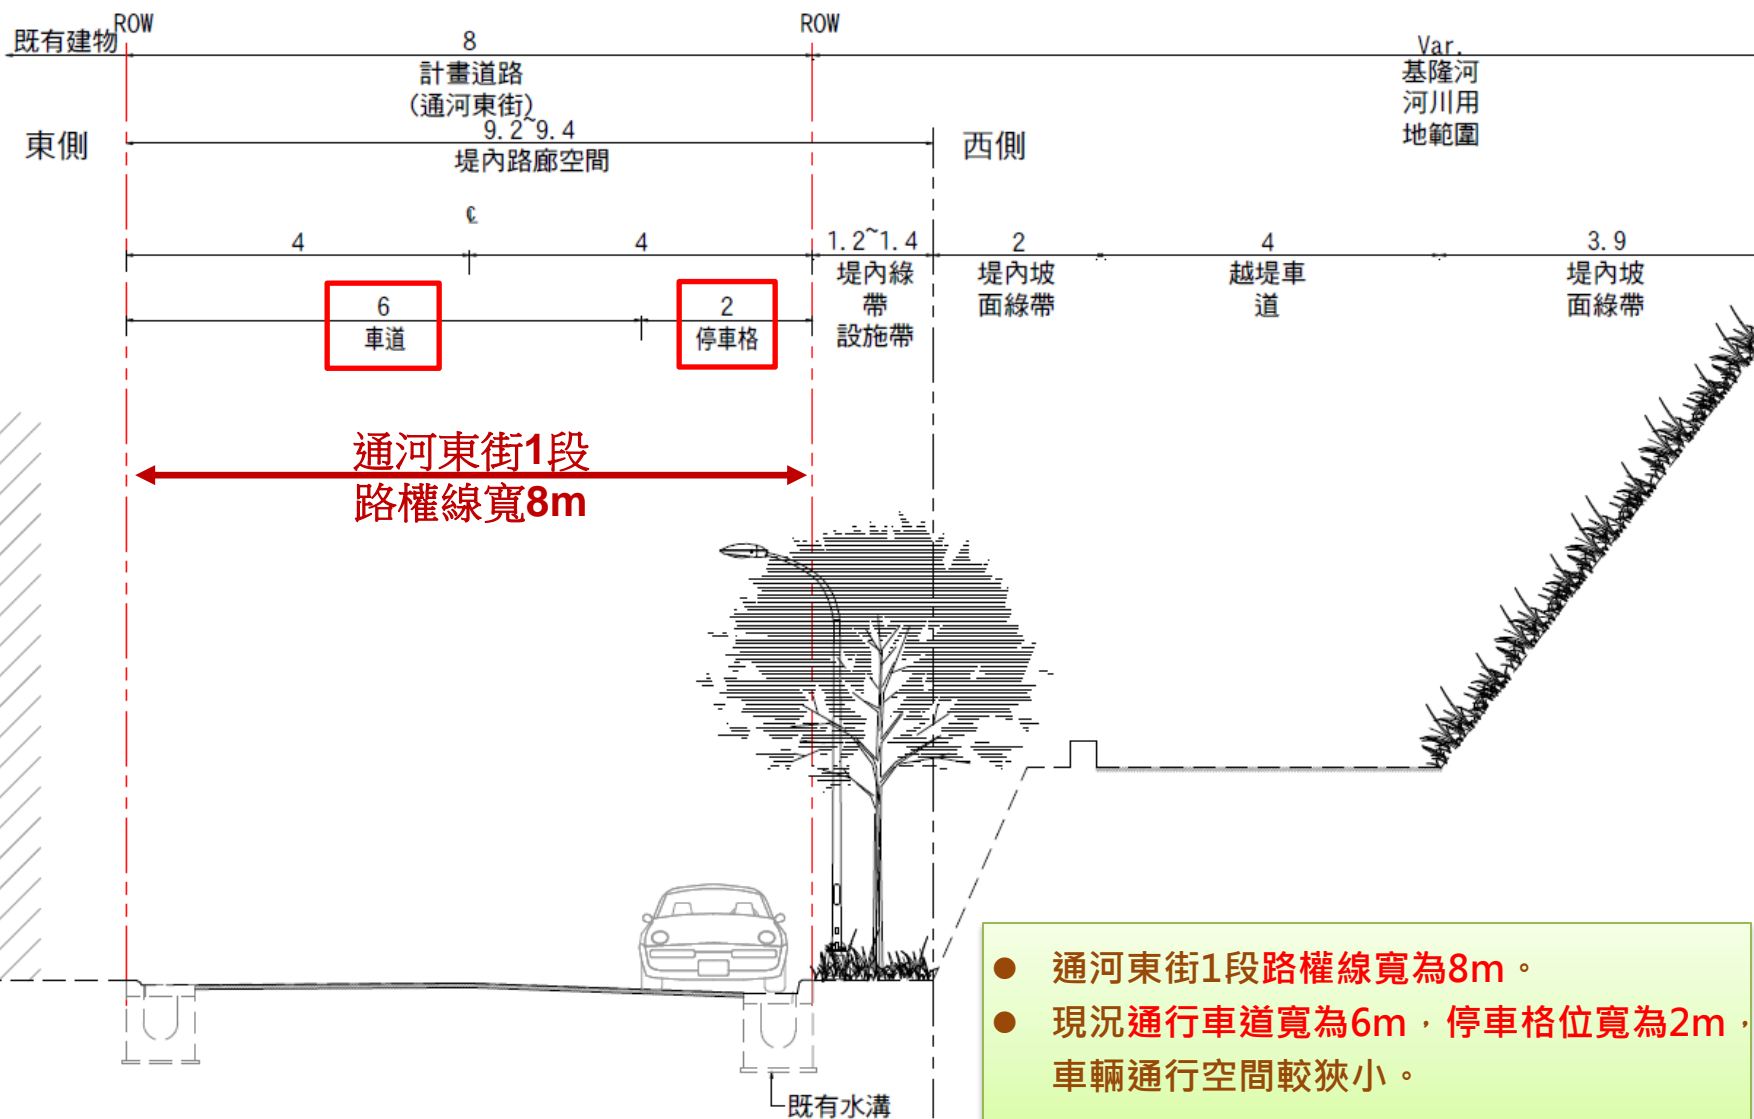 ROW
ROW
既有建物
8
計畫道路
(通河東街)
Var.
基隆河
河川用
地範圍
東側
9.2~9.4
堤內路廊空間
西側
℄
4
4
1.2~1.4
堤內綠
帶
設施帶
2
堤內坡
面綠帶
4
越堤車
道
3.9
堤內坡
面綠帶
6
車道
2
停車格
通河東街1段
路權線寬8m
● 通河東街1段路權線寬為8m。
● 現況通行車道寬為6m，停車格位寬為2m，
車輛通行空間較狹小。
既有水溝